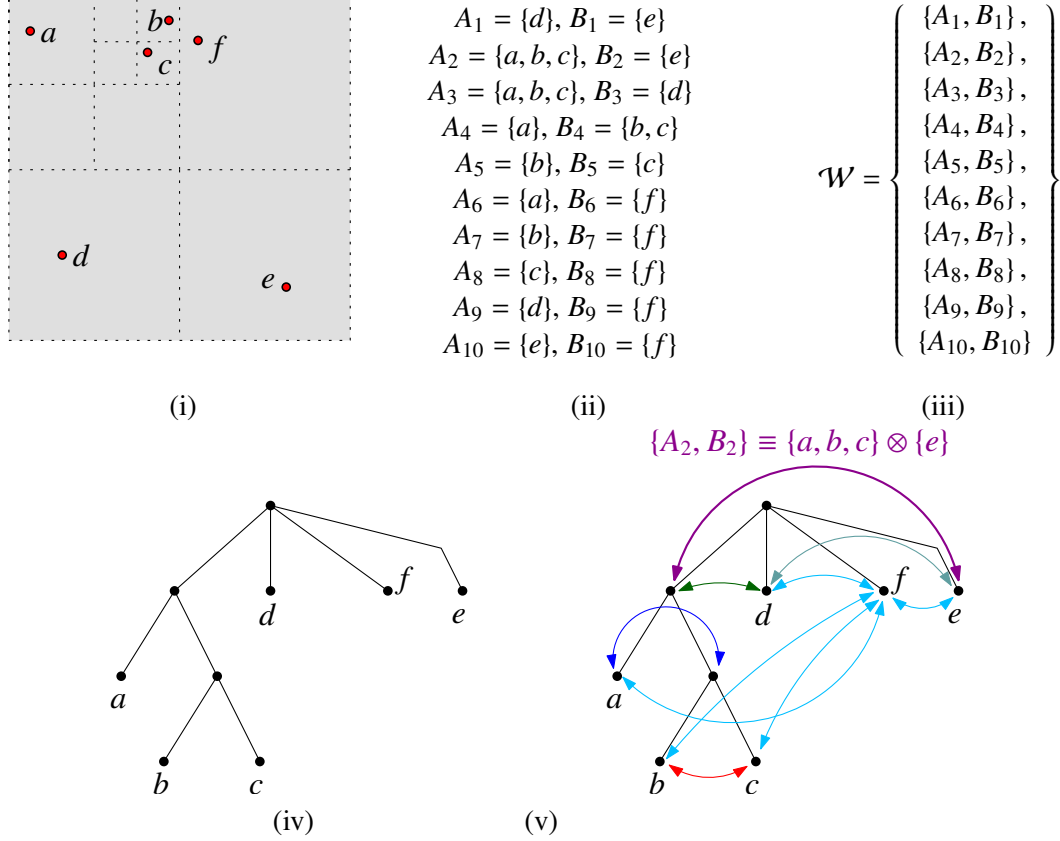 a
b
c
f
d
e
A₁ = {d}, B₁ = {e}
A₂ = {a, b, c}, B₂ = {e}
A₃ = {a, b, c}, B₃ = {d}
A₄ = {a}, B₄ = {b, c}
A₅ = {b}, B₅ = {c}
A₆ = {a}, B₆ = {f}
A₇ = {b}, B₇ = {f}
A₈ = {c}, B₈ = {f}
A₉ = {d}, B₉ = {f}
A₁₀ = {e}, B₁₀ = {f}
𝒲 =
{A₁, B₁} ,
{A₂, B₂} ,
{A₃, B₃} ,
{A₄, B₄} ,
{A₅, B₅} ,
{A₆, B₆} ,
{A₇, B₇} ,
{A₈, B₈} ,
{A₉, B₉} ,
{A₁₀, B₁₀}
(i)
(ii)
(iii)
d
f
e
a
b
c
(iv)
{A₂, B₂} ≡ {a, b, c} ⊗ {e}
d
f
e
a
b
c
(v)